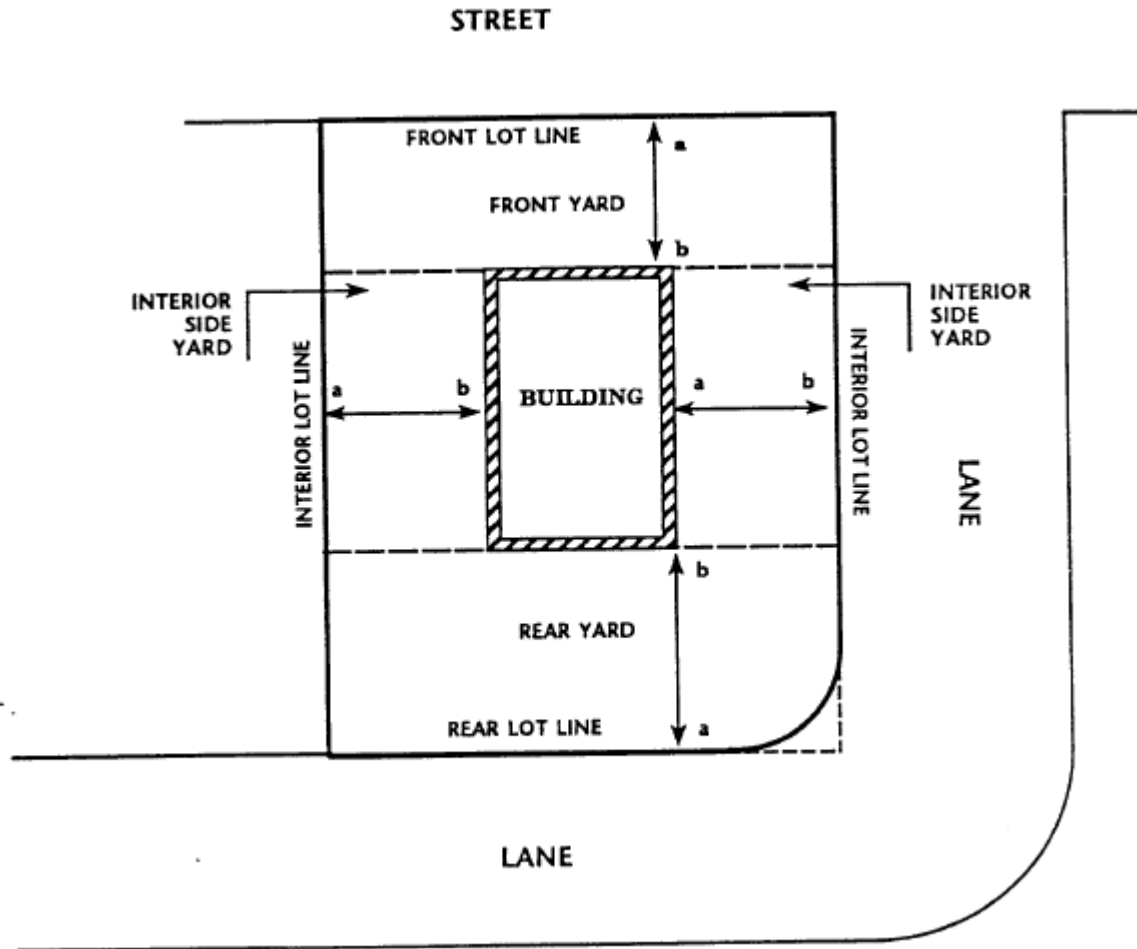 STREET
FRONT LOT LINE
a
FRONT YARD
b
INTERIOR
SIDE
YARD
INTERIOR
SIDE
YARD
INTERIOR LOT LINE
a
b
BUILDING
a
b
INTERIOR LOT LINE
LANE
b
REAR YARD
REAR LOT LINE
a
LANE